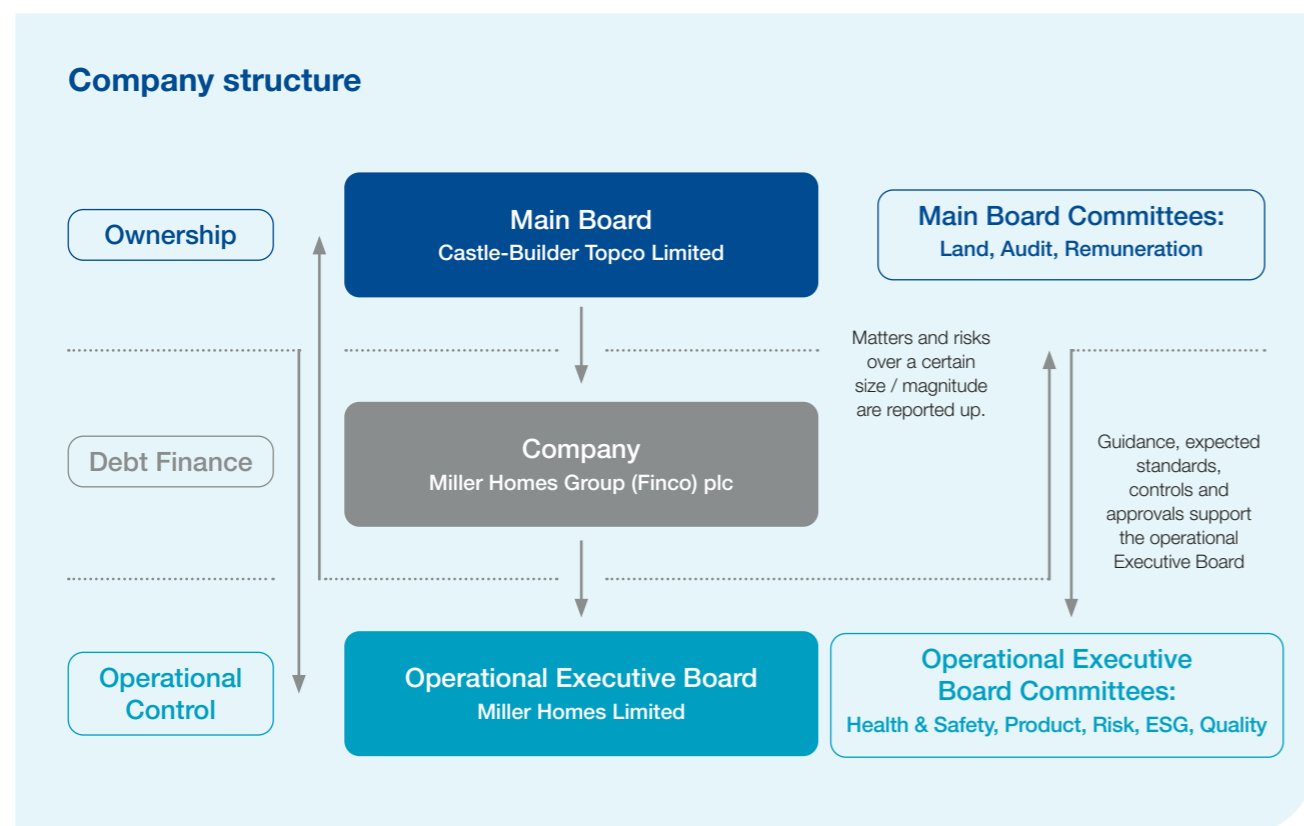 Company structure
Ownership
Main Board
Castle-Builder Topco Limited
Main Board Committees:
Land, Audit, Remuneration
Matters and risks
over a certain
size / magnitude
are reported up.
Debt Finance
Company
Miller Homes Group (Finco) plc
Guidance, expected
standards,
controls and
approvals support
the operational
Executive Board
Operational
Control
Operational Executive Board
Miller Homes Limited
Operational Executive
Board Committees:
Health & Safety, Product, Risk, ESG, Quality